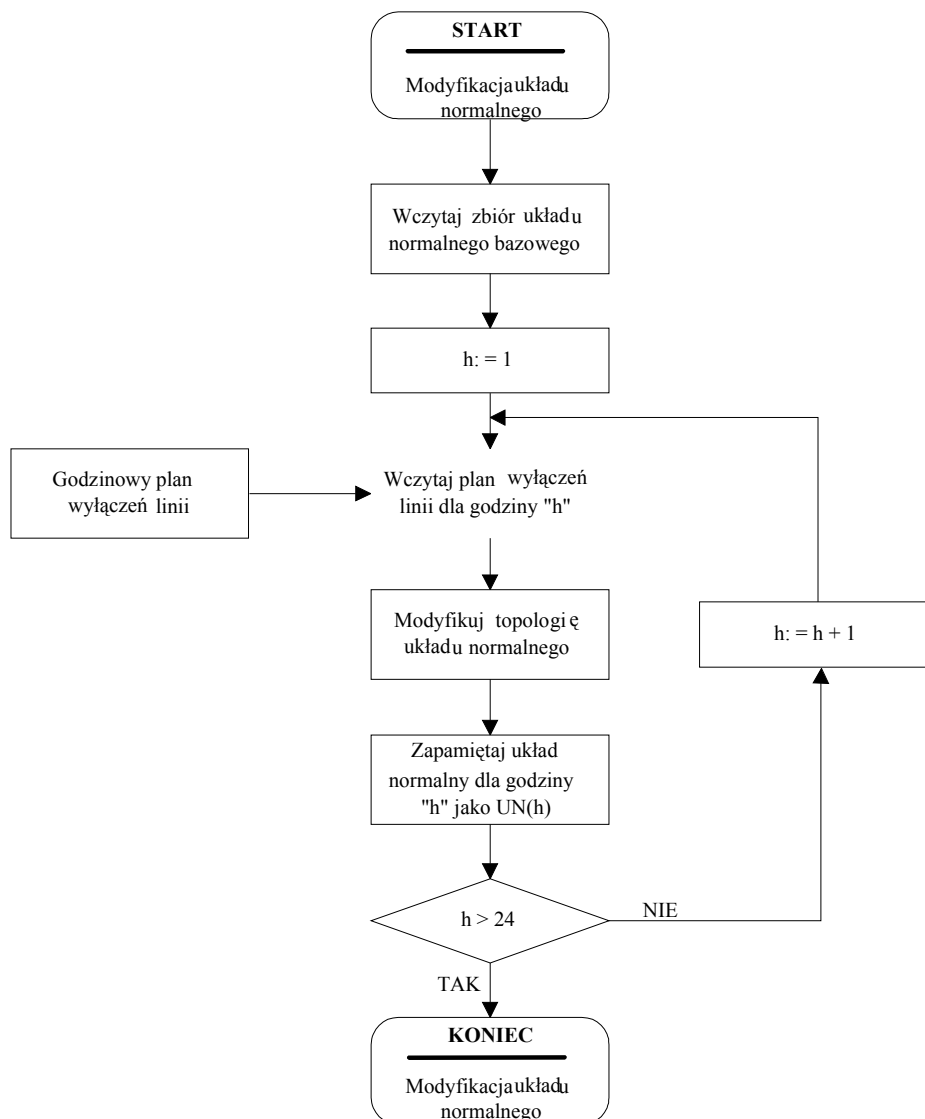 START
Modyfikacja układu
normalnego
Wczytaj zbiór układu
normalnego bazowego
h: = 1
Godzinowy plan
wyłączeń linii
Wczytaj plan wyłączeń
linii dla godziny "h"
Modyfikuj topologię
układu normalnego
h: = h + 1
Zapamiętaj układ
normalny dla godziny
"h" jako UN(h)
h > 24
NIE
TAK
KONIEC
Modyfikacja układu
normalnego